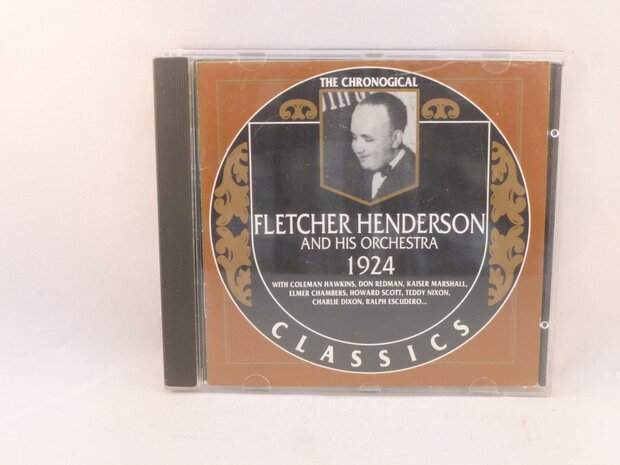 THE CHRONOGICAL
FLETCHER HENDERSON
AND HIS ORCHESTRA
1924
WITH COLEMAN HAWKINS, DON REDMAN, KAISER MARSHALL,
ELMER CHAMBERS, HOWARD SCOTT, TEDDY NIXON,
CHARLIE DIXON, RALPH ESCUDERO...
CLASSICS